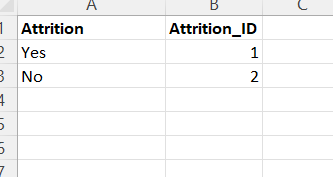 A B C
1 Attrition Attrition_ID
2 Yes 1
3 No 2
4
5
6
7